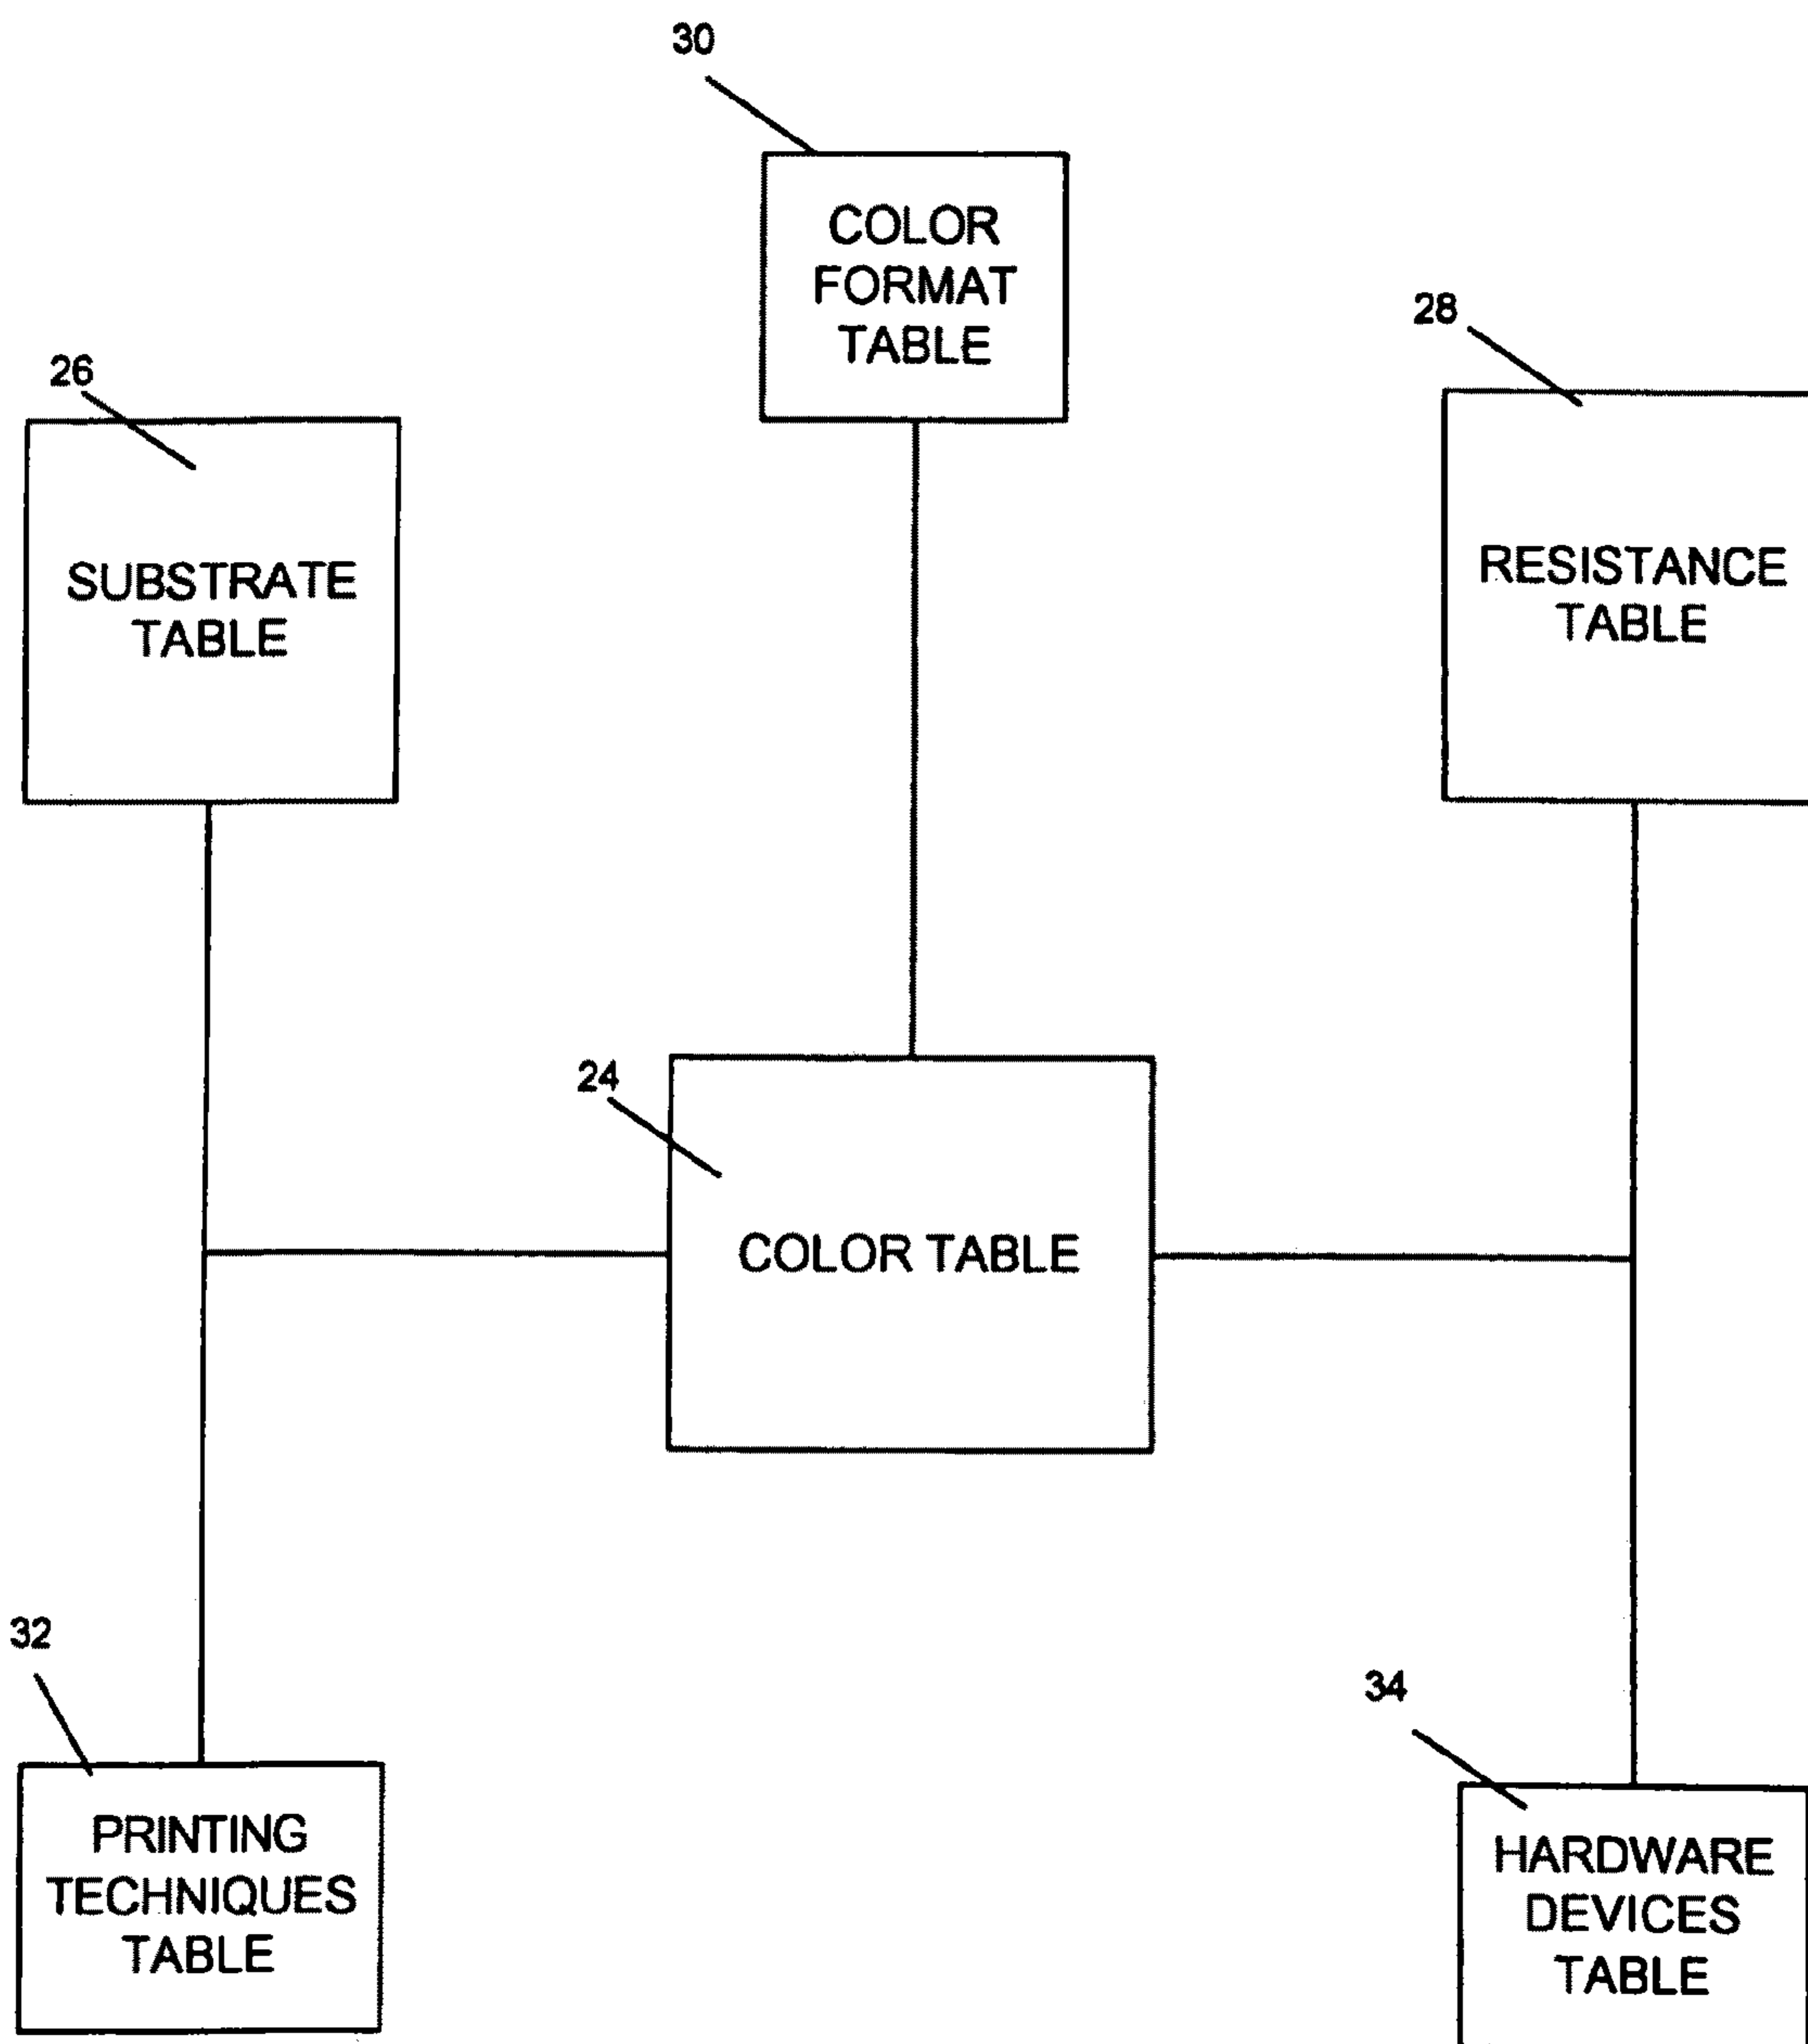 30
COLOR
FORMAT
TABLE
28
26
SUBSTRATE
TABLE
RESISTANCE
TABLE
24
COLOR TABLE
32
PRINTING
TECHNIQUES
TABLE
34
HARDWARE
DEVICES
TABLE